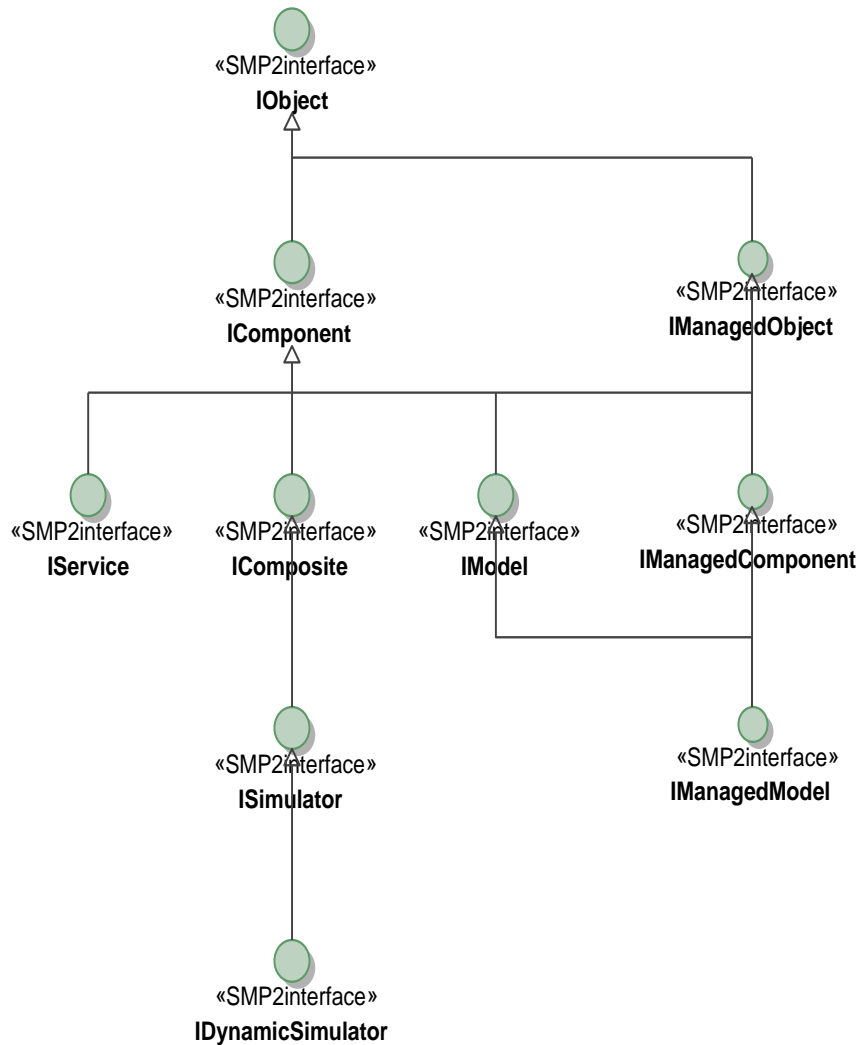 «SMP2interface»
IObject
«SMP2interface»
IComponent
«SMP2interface»
IManagedObject
«SMP2interface»
IService
«SMP2interface»
IComposite
«SMP2interface»
IModel
«SMP2interface»
IManagedComponent
«SMP2interface»
ISimulator
«SMP2interface»
IManagedModel
«SMP2interface»
IDynamicSimulator